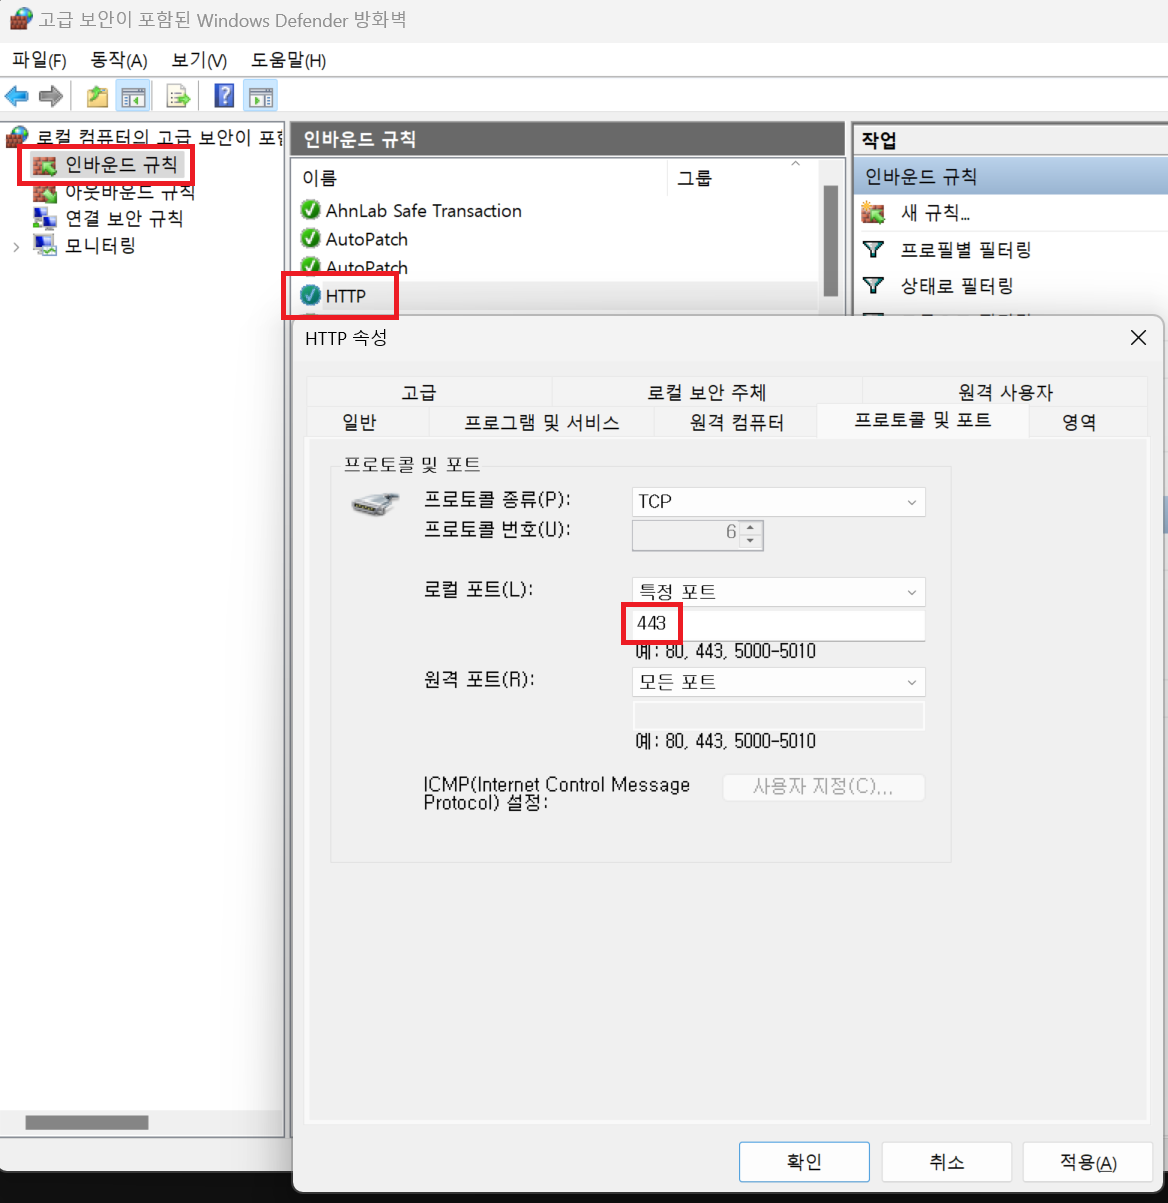 고급 보안이 포함된 Windows Defender 방화벽
파일(F) 동작(A) 보기(V) 도움말(H)
로컬 컴퓨터의 고급 보안이 포
인바운드 규칙
아웃바운드 규칙
연결 보안 규칙
모니터링
인바운드 규칙
이름 그룹
AhnLab Safe Transaction
AutoPatch
AutoPatch
HTTP
작업
인바운드 규칙
새 규칙...
프로필별 필터링
상태로 필터링
HTTP 속성
고급 로컬 보안 주체 원격 사용자
일반 프로그램 및 서비스 원격 컴퓨터 프로토콜 및 포트 영역
프로토콜 및 포트
프로토콜 종류(P): TCP
프로토콜 번호(U): 6
로컬 포트(L): 특정 포트
443
예: 80, 443, 5000-5010
원격 포트(R): 모든 포트
예: 80, 443, 5000-5010
ICMP(Internet Control Message
Protocol) 설정:
사용자 지정(C)...
확인 취소 적용(A)